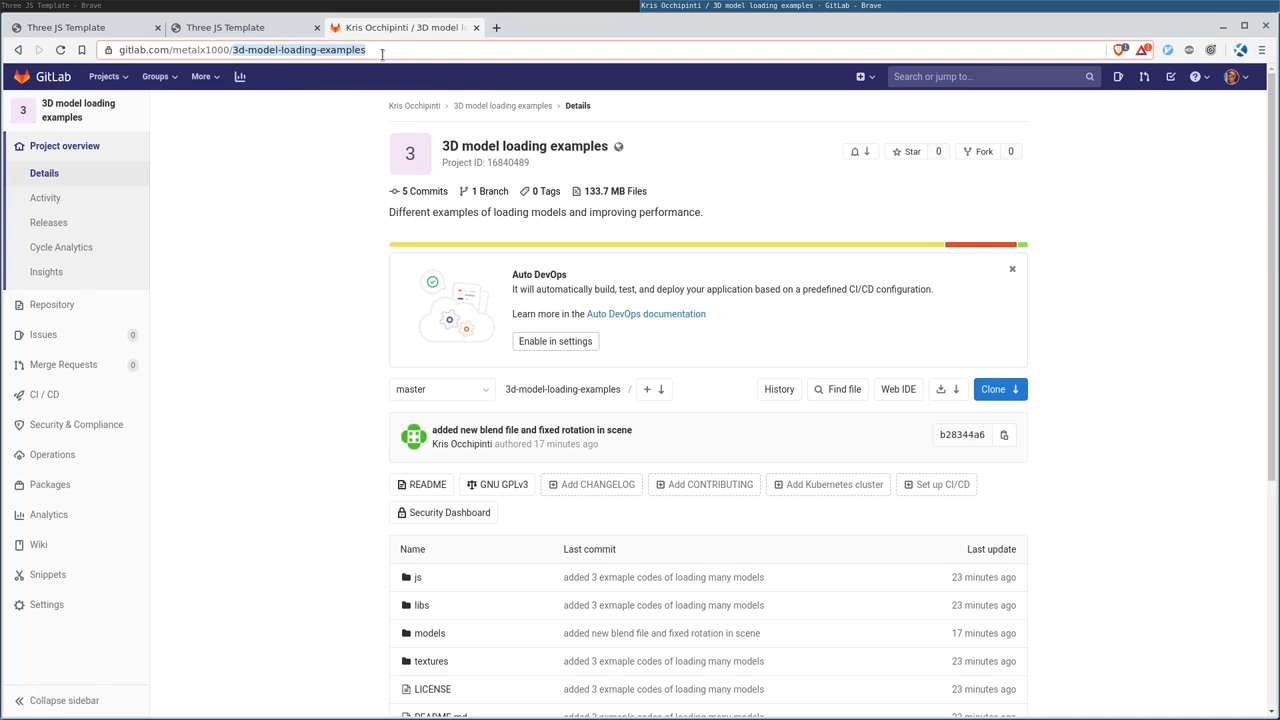 Three JS Template - Brave
Kris Occhipinti / 3D model loading examples · GitLab - Brave
Three JS Template
Three JS Template
Kris Occhipinti / 3D model lo
gitlab.com/metalx1000/3d-model-loading-examples
GitLab
Projects
Groups
More
Search or jump to...
3
3D model loading
examples
Project overview
Details
Activity
Releases
Cycle Analytics
Insights
Repository
Issues 0
Merge Requests 0
CI / CD
Security & Compliance
Operations
Packages
Analytics
Wiki
Snippets
Settings
Collapse sidebar
Kris Occhipinti > 3D model loading examples > Details
3
3D model loading examples
Project ID: 16840489
Star 0
Fork 0
5 Commits 1 Branch 0 Tags 133.7 MB Files
Different examples of loading models and improving performance.
Auto DevOps
It will automatically build, test, and deploy your application based on a predefined CI/CD configuration.
Learn more in the Auto DevOps documentation
Enable in settings
master
3d-model-loading-examples /
History
Find file
Web IDE
Clone
added new blend file and fixed rotation in scene
Kris Occhipinti authored 17 minutes ago
b28344a6
README
GNU GPLv3
Add CHANGELOG
Add CONTRIBUTING
Add Kubernetes cluster
Set up CI/CD
Security Dashboard
Name Last commit Last update
js added 3 exmaple codes of loading many models 23 minutes ago
libs added 3 exmaple codes of loading many models 23 minutes ago
models added new blend file and fixed rotation in scene 17 minutes ago
textures added 3 exmaple codes of loading many models 23 minutes ago
LICENSE added 3 exmaple codes of loading many models 23 minutes ago
README.md